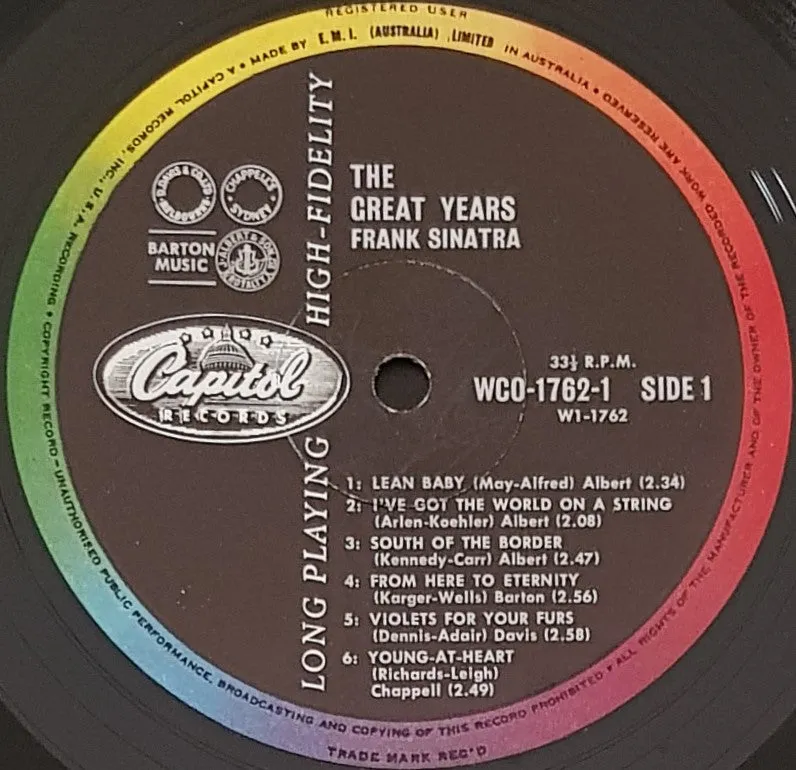 REGISTERED USER
A CAPITOL RECORDS, INC., U.S.A. RECORDING • COPYRIGHT RECORD – UNAUTHORISED PUBLIC PERFORMANCE, BROADCASTING AND COPYING OF THIS RECORD PROHIBITED • ALL RIGHTS OF THE MANUFACTURER AND OF THE OWNER OF THE RECORDED WORK ARE RESERVED •
• MADE BY E.M.I. (AUSTRALIA) LIMITED IN AUSTRALIA
D. DAVIS & CO. LTD
MELBOURNE
CHAPPELL'S
SYDNEY
BARTON
MUSIC
J. ALBERT & SON
LONG PLAYING HIGH-FIDELITY
THE
GREAT YEARS
FRANK SINATRA
Capitol
RECORDS
33⅓ R.P.M.
WCO-1762-1 SIDE 1
W1-1762
1: LEAN BABY (May-Alfred) Albert (2.34)
2: I'VE GOT THE WORLD ON A STRING
(Arlen-Koehler) Albert (2.08)
3: SOUTH OF THE BORDER
(Kennedy-Carr) Albert (2.47)
4: FROM HERE TO ETERNITY
(Karger-Wells) Barton (2.56)
5: VIOLETS FOR YOUR FURS
(Dennis-Adair) Davis (2.58)
6: YOUNG-AT-HEART
(Richards-Leigh)
Chappell (2.49)
TRADE MARK REG'D